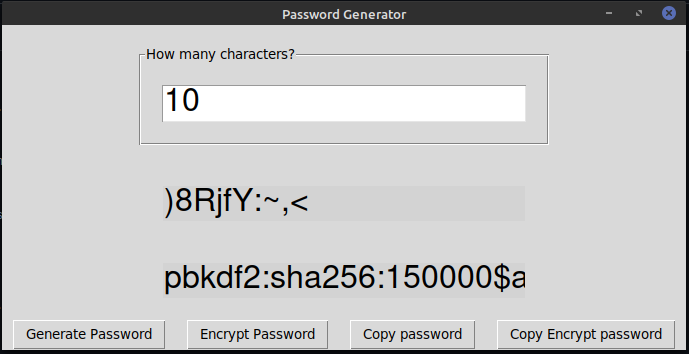 Password Generator
How many characters?
10
)8RjfY:~,<
pbkdf2:sha256:150000$a
Generate Password
Encrypt Password
Copy password
Copy Encrypt password